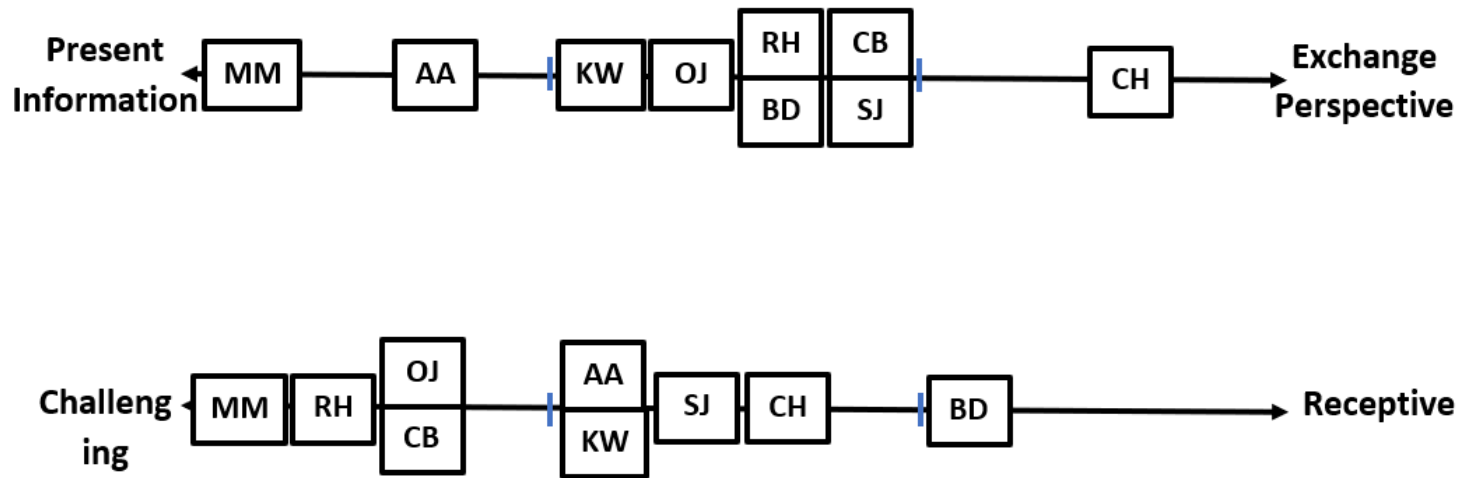 Present
Information
MM
AA
KW
OJ
RH
CB
BD
SJ
CH
Exchange
Perspective
Challeng
ing
MM
RH
OJ
CB
AA
KW
SJ
CH
BD
Receptive